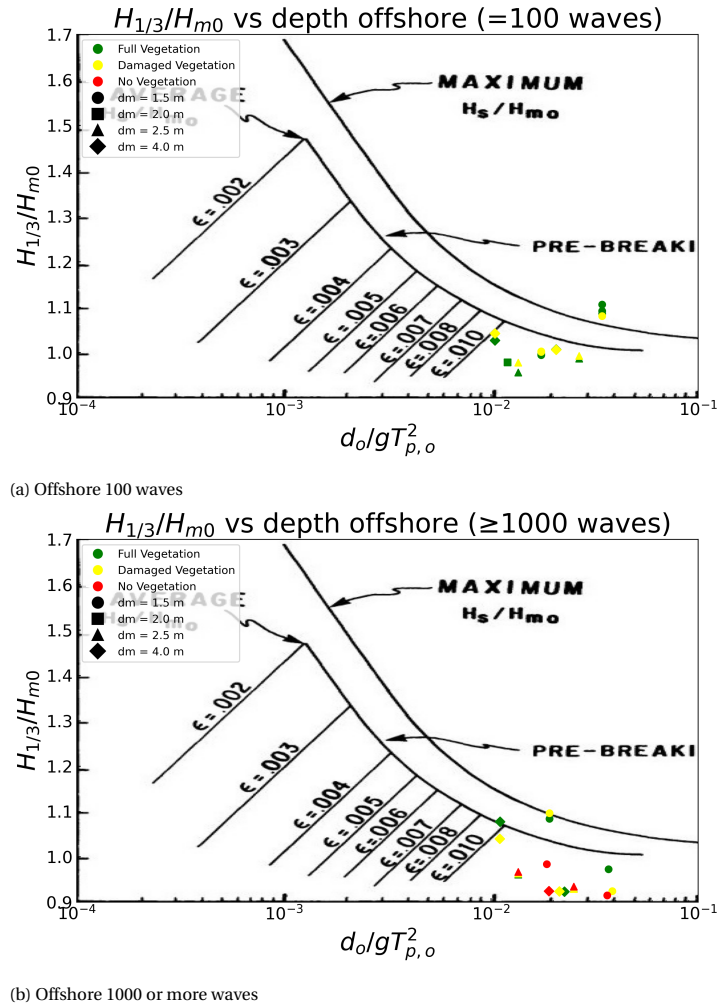 H1/3/Hm0 vs depth offshore (=100 waves)
1.7
1.6
1.5
1.4
1.3
1.2
1.1
1.0
0.9
H1/3/Hm0
Full Vegetation
Damaged Vegetation
No Vegetation
dm = 1.5 m
dm = 2.0 m
dm = 2.5 m
dm = 4.0 m
AVERAGE
Hs/Hmo
MAXIMUM
Hs/Hmo
PRE-BREAKI
ϵ=.002
ϵ=.003
ϵ=.004
ϵ=.005
ϵ=.006
ϵ=.007
ϵ=.008
ϵ=.010
10−4
10−3
10−2
10−1
do/gT2p,o
(a) Offshore 100 waves
H1/3/Hm0 vs depth offshore (≥1000 waves)
1.7
1.6
1.5
1.4
1.3
1.2
1.1
1.0
0.9
H1/3/Hm0
Full Vegetation
Damaged Vegetation
No Vegetation
dm = 1.5 m
dm = 2.0 m
dm = 2.5 m
dm = 4.0 m
AVERAGE
Hs/Hmo
MAXIMUM
Hs/Hmo
PRE-BREAKI
ϵ=.002
ϵ=.003
ϵ=.004
ϵ=.005
ϵ=.006
ϵ=.007
ϵ=.008
ϵ=.010
10−4
10−3
10−2
10−1
do/gT2p,o
(b) Offshore 1000 or more waves